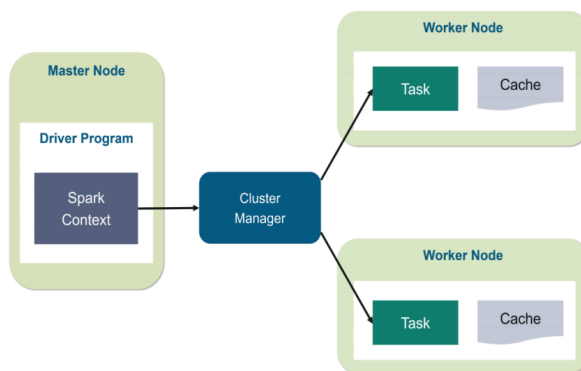 Master Node
Driver Program
Spark
Context
Cluster
Manager
Worker Node
Task
Cache
Worker Node
Task
Cache